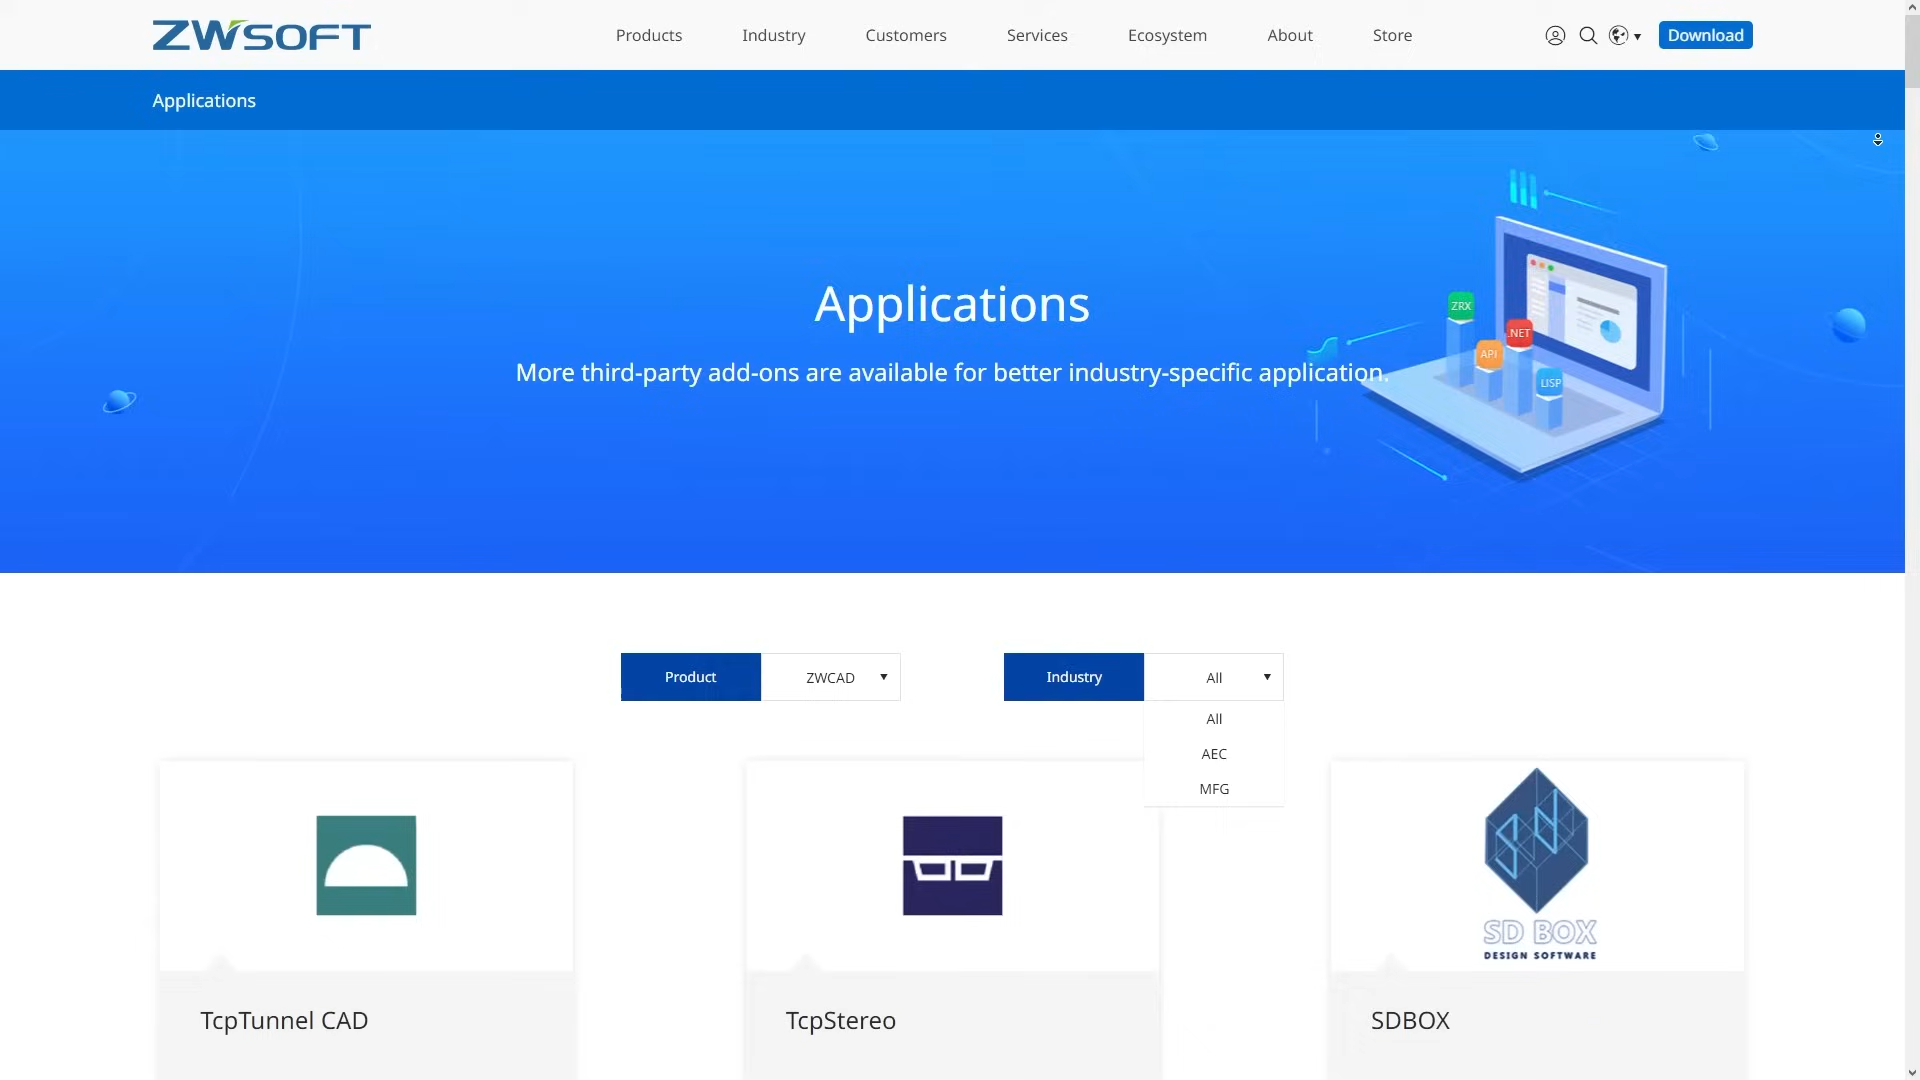 ZWSOFT
Products
Industry
Customers
Services
Ecosystem
About
Store
Download
Applications
Applications
More third-party add-ons are available for better industry-specific application.
ZRX
.NET
API
LISP
Product
ZWCAD
Industry
All
All
AEC
MFG
SD BOX
DESIGN SOFTWARE
TcpTunnel CAD
TcpStereo
SDBOX